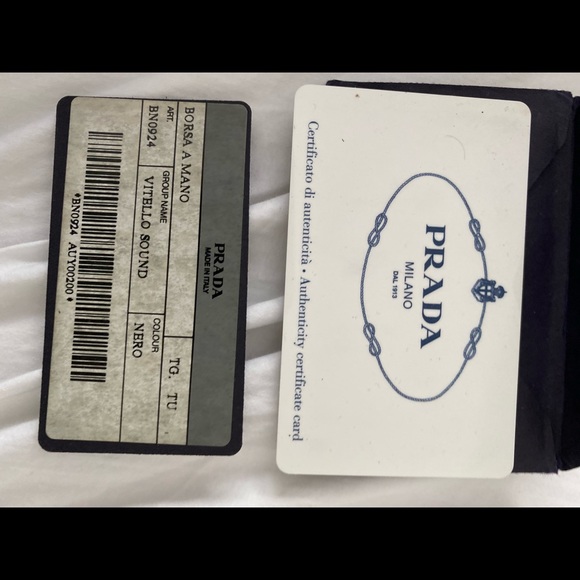 PRADA
MADE IN ITALY
BORSA A MANO TG. TU
ART. GROUP NAME COLOUR
BN0924 VITELLO SOUND NERO
*BN0924 AUY00200*
PRADA
MILANO
DAL 1913
Certificato di autenticità • Authenticity certificate card